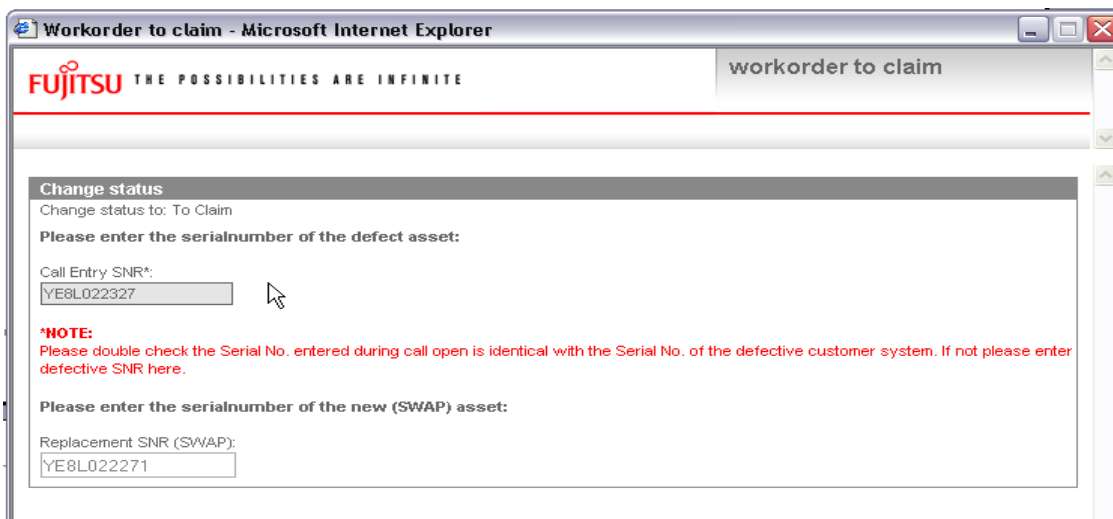 Workorder to claim - Microsoft Internet Explorer
FUJITSU THE POSSIBILITIES ARE INFINITE
workorder to claim
Change status
Change status to: To Claim
Please enter the serialnumber of the defect asset:
Call Entry SNR*:
YE8L022327
*NOTE:
Please double check the Serial No. entered during call open is identical with the Serial No. of the defective customer system. If not please enter
defective SNR here.
Please enter the serialnumber of the new (SWAP) asset:
Replacement SNR (SWAP):
YE8L022271